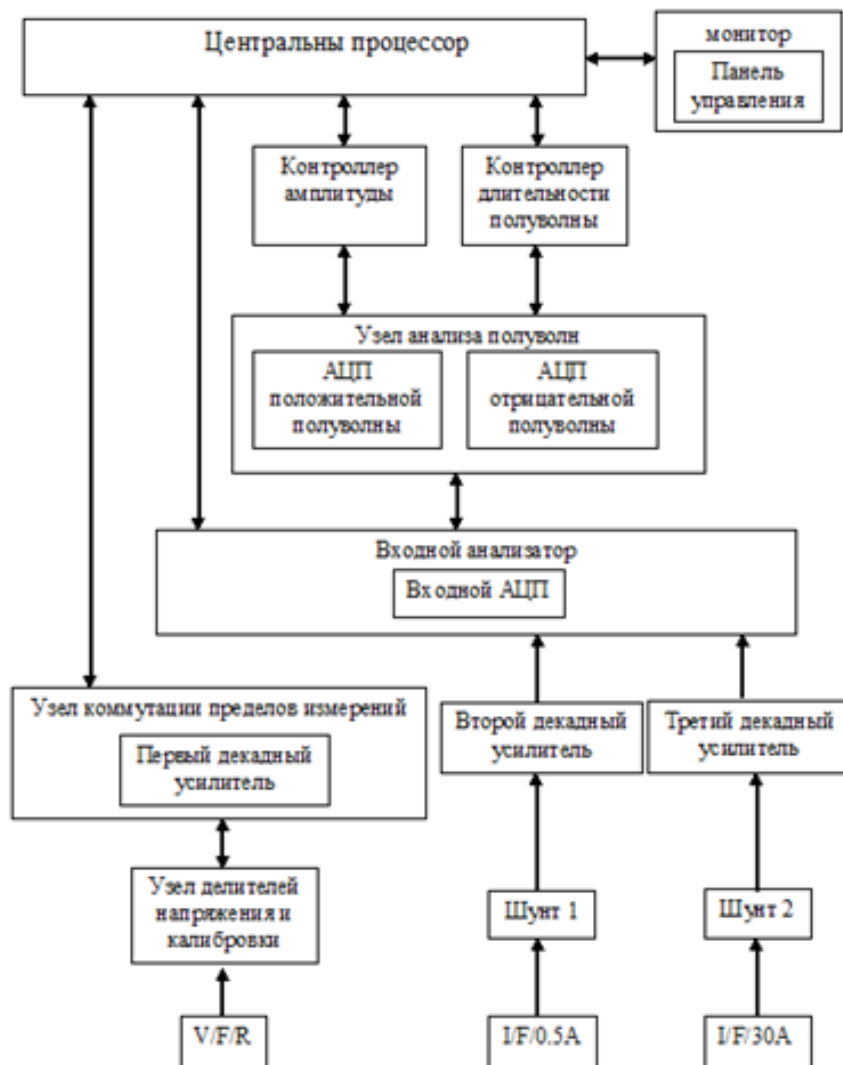 Центральны процессор
монитор
Панель
управления
Контроллер
амплитуды
Контроллер
длительности
полуволны
Узел анализа полуволн
АЦП
положительной
полуволны
АЦП
отрицательной
полуволны
Входной анализатор
Входной АЦП
Узел коммутации пределов измерений
Первый декадный
усилитель
Второй декадный
усилитель
Третий декадный
усилитель
Узел делителей
напряжения и
калибровки
Шунт 1
Шунт 2
V/F/R
I/F/0.5A
I/F/30A